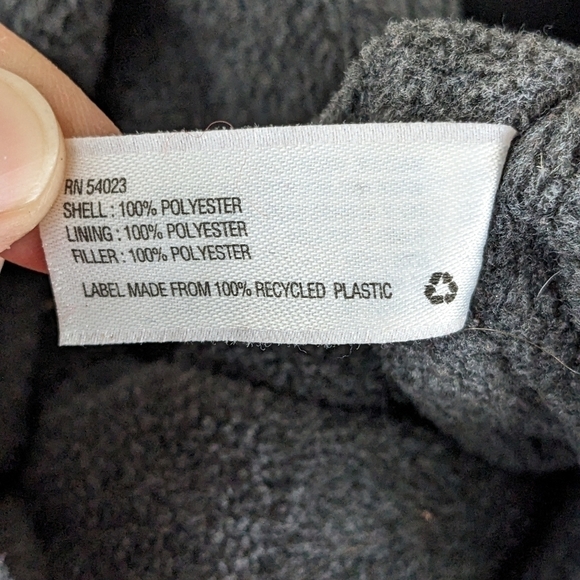 RN 54023
SHELL : 100% POLYESTER
LINING : 100% POLYESTER
FILLER : 100% POLYESTER
LABEL MADE FROM 100% RECYCLED PLASTIC